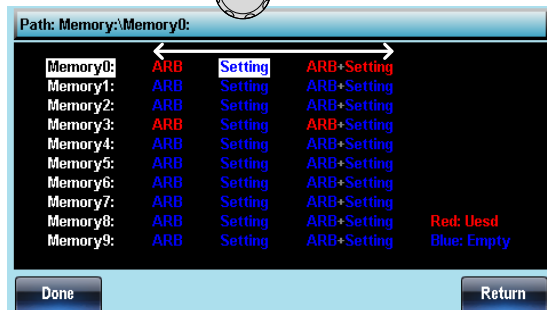 Path: Memory:\Memory0:
Memory0: ARB Setting ARB+Setting
Memory1: ARB Setting ARB+Setting
Memory2: ARB Setting ARB+Setting
Memory3: ARB Setting ARB+Setting
Memory4: ARB Setting ARB+Setting
Memory5: ARB Setting ARB+Setting
Memory6: ARB Setting ARB+Setting
Memory7: ARB Setting ARB+Setting
Memory8: ARB Setting ARB+Setting Red: Uesd
Memory9: ARB Setting ARB+Setting Blue: Empty
Done Return